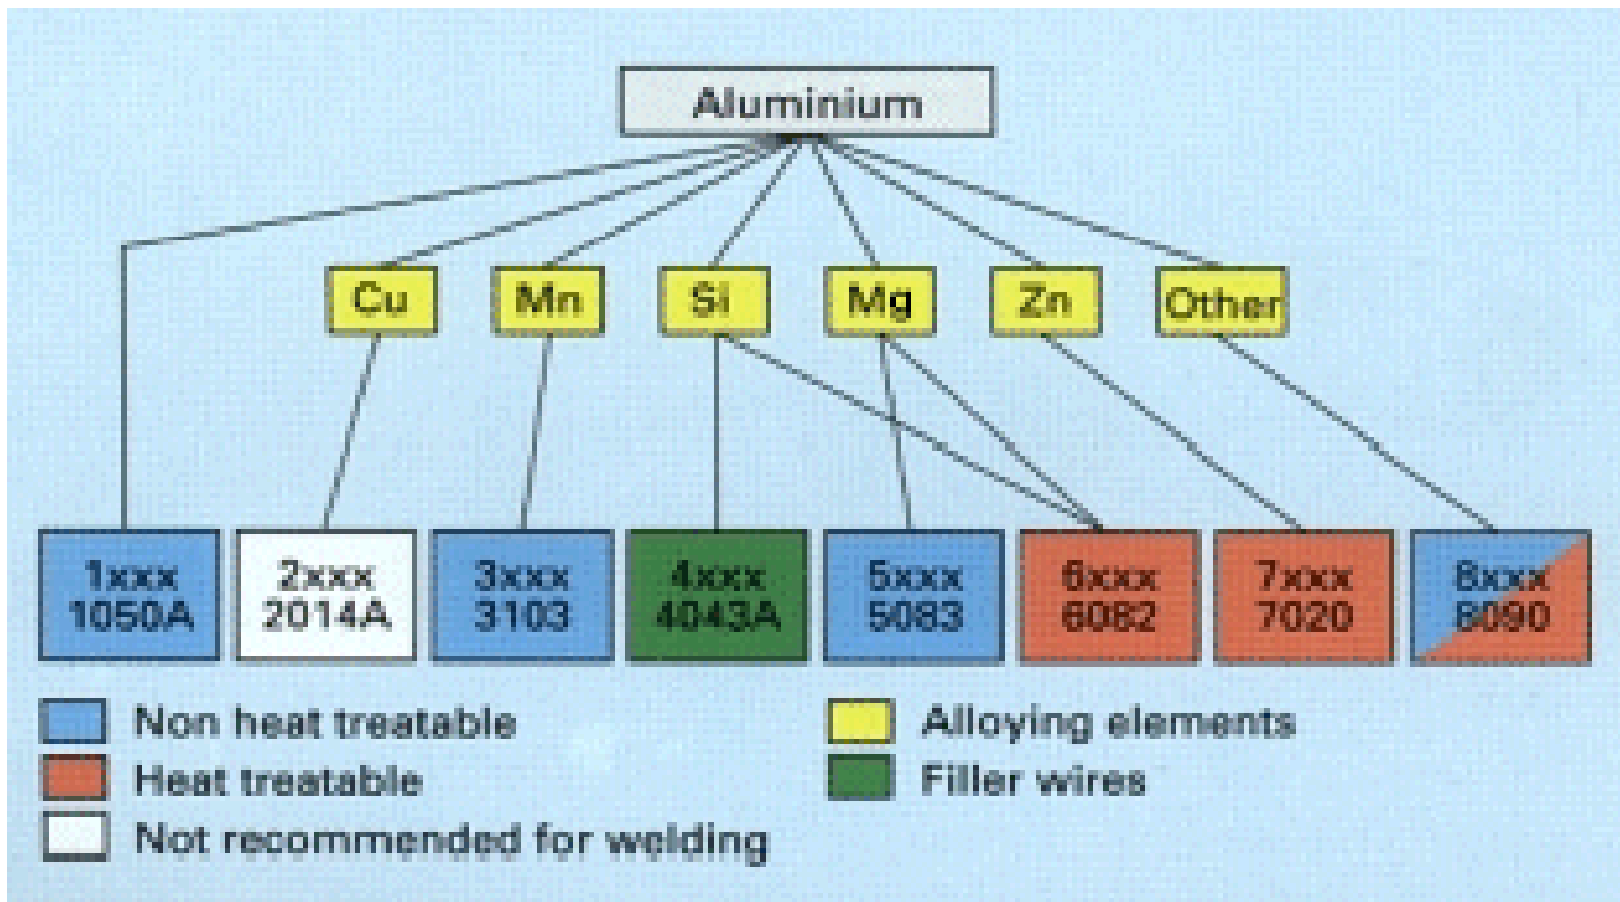 Aluminium
Cu
Mn
Si
Mg
Zn
Other
1xxx
1050A
2xxx
2014A
3xxx
3103
4xxx
4043A
5xxx
5083
6xxx
6082
7xxx
7020
8xxx
8090
Non heat treatable
Heat treatable
Not recommended for welding
Alloying elements
Filler wires